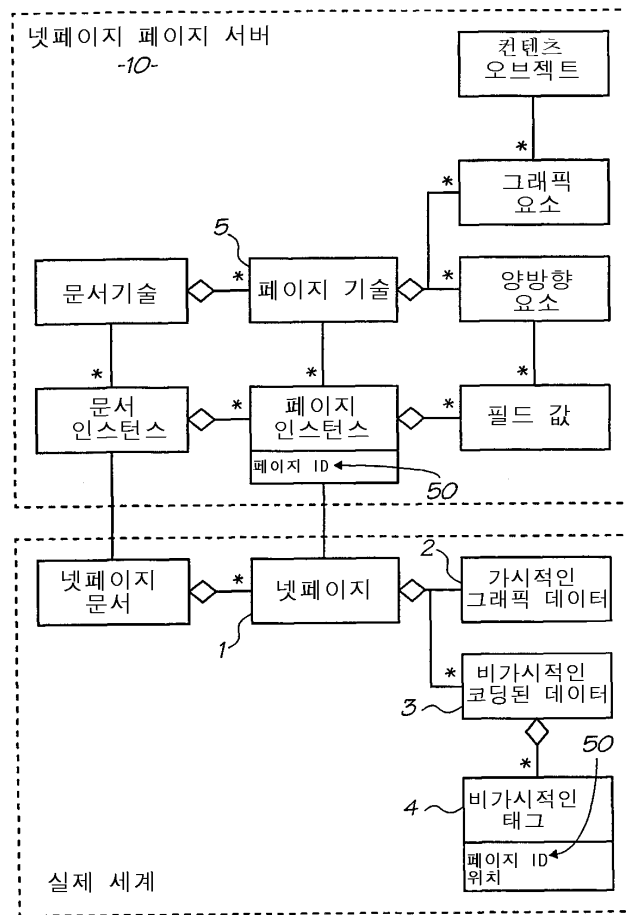 넷페이지 페이지 서버
-10-
컨텐츠
오브젝트
*
*
그래픽
요소
5
문서기술
*
페이지 기술
*
양방향
요소
*
*
*
문서
인스턴스
*
페이지
인스턴스
*
필드 값
페이지 ID
50
넷페이지
문서
*
넷페이지
1
2
가시적인
그래픽 데이터
*
비가시적인
코딩된 데이터
3
*
50
4
비가시적인
태그
페이지 ID
위치
실제 세계